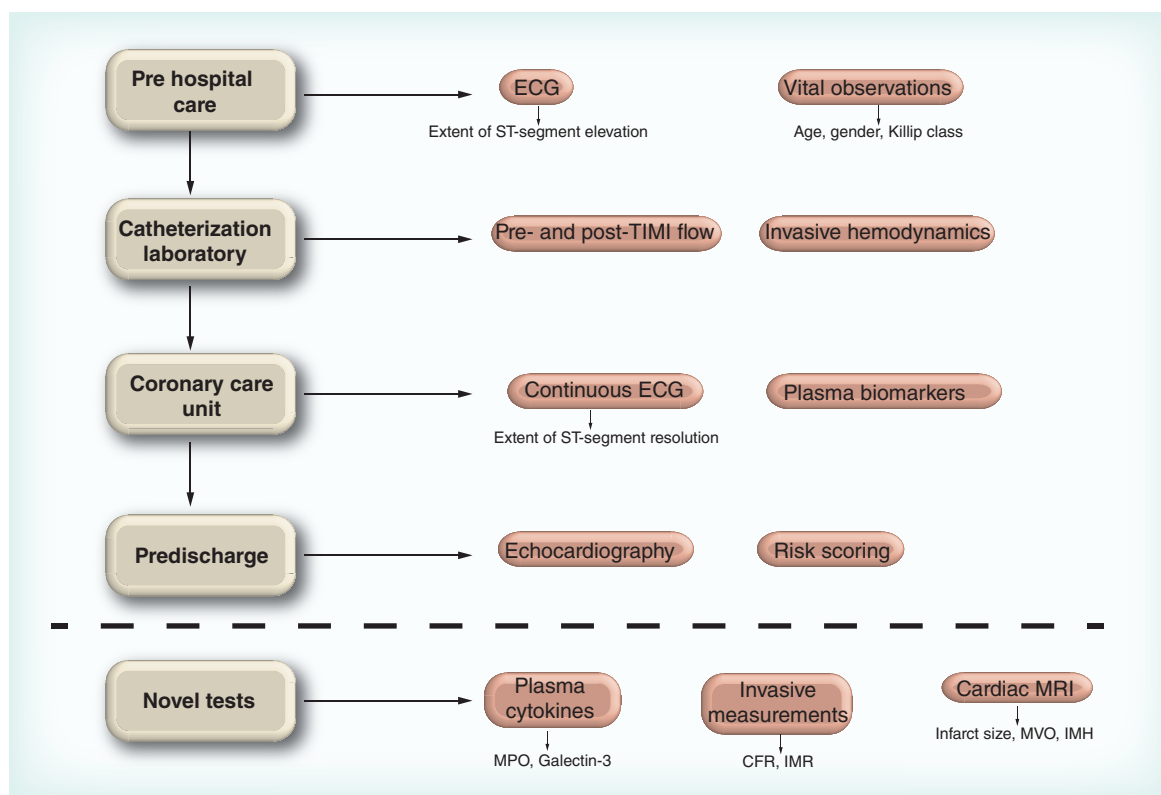 Pre hospital
care
ECG
Vital observations
Extent of ST-segment elevation
Age, gender, Killip class
Catheterization
laboratory
Pre- and post-TIMI flow
Invasive hemodynamics
Coronary care
unit
Continuous ECG
Plasma biomarkers
Extent of ST-segment resolution
Predischarge
Echocardiography
Risk scoring
Novel tests
Plasma
cytokines
MPO, Galectin-3
Invasive
measurements
CFR, IMR
Cardiac MRI
Infarct size, MVO, IMH